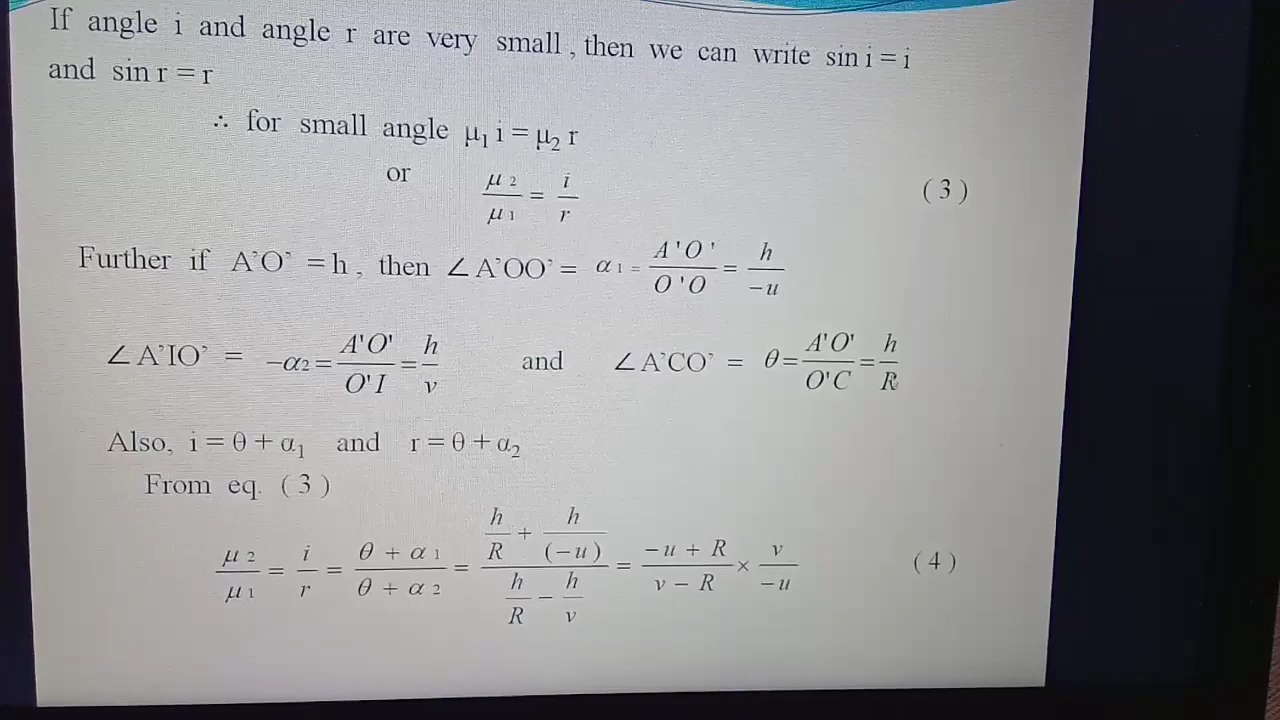 If angle i and angle r are very small, then we can write sin i = i
and sin r = r
∴ for small angle μ₁ i = μ₂ r
or μ₂/μ₁ = i/r (3)
Further if A’O’ = h, then ∠A’OO’ = α₁ = A'O'/O'O = h/−u
∠A’IO’ = −α₂ = A'O'/O'I = h/v and ∠A’CO’ = θ = A'O'/O'C = h/R
Also, i = θ + α₁ and r = θ + α₂
From eq. (3)
μ₂/μ₁ = i/r = (θ + α₁)/(θ + α₂) = (h/R + h/(−u))/(h/R − h/v) = (−u + R)/(v − R) × v/−u (4)